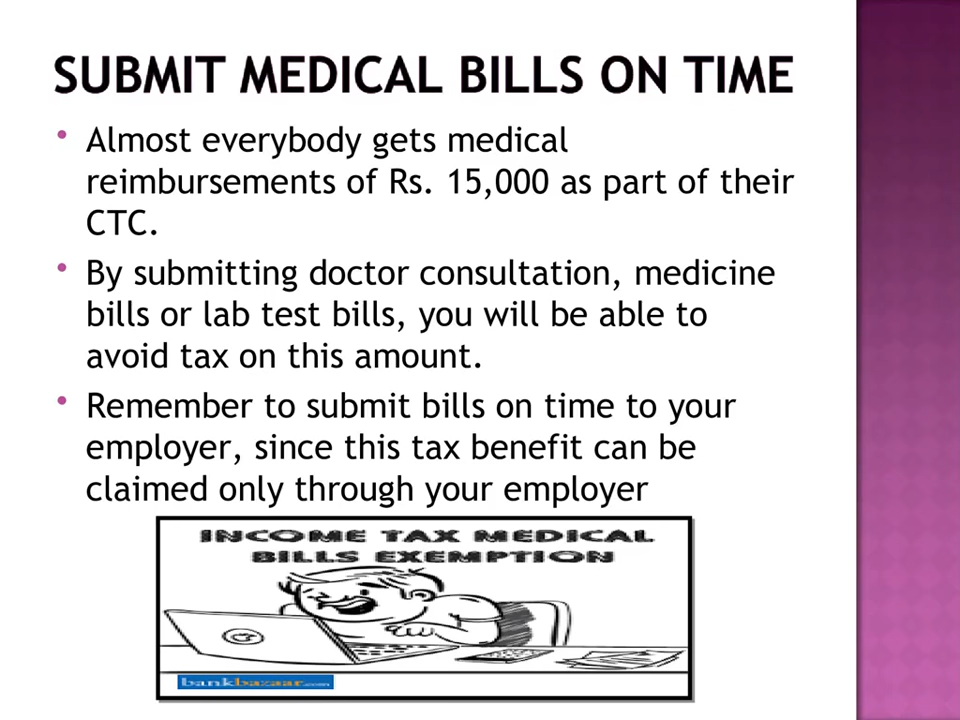 SUBMIT MEDICAL BILLS ON TIME
• Almost everybody gets medical
reimbursements of Rs. 15,000 as part of their
CTC.
• By submitting doctor consultation, medicine
bills or lab test bills, you will be able to
avoid tax on this amount.
• Remember to submit bills on time to your
employer, since this tax benefit can be
claimed only through your employer
INCOME TAX MEDICAL
BILLS EXEMPTION
bankbazaar.com